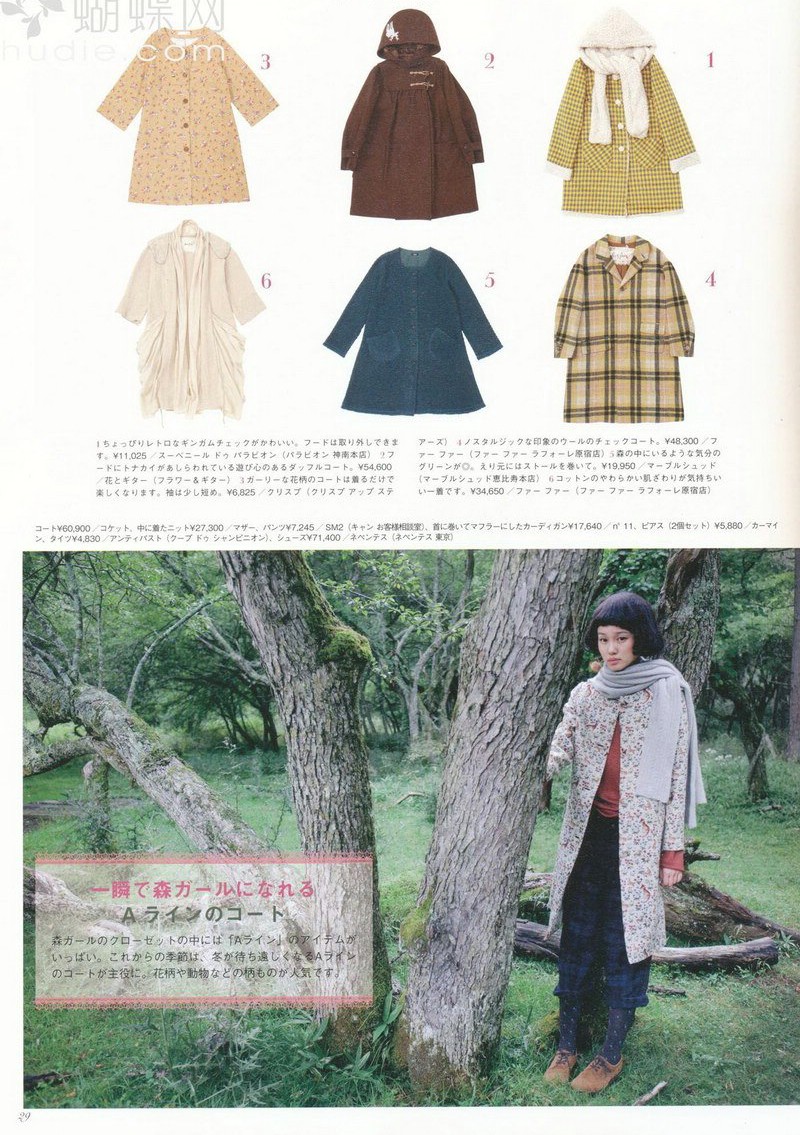 蝴蝶网
hudie.com
3
2
1
6
5
4
1ちょっぴりレトロなギンガムチェックがかわいい。フードは取り外しできま
す。¥11,025／スーベニール ドゥ パラビオン（パラビオン 神南本店） 2フ
ードにトナカイがあしらわれている遊び心のあるダッフルコート。¥54,600
／花とギター（フラワー＆ギター） 3ガーリーな花柄のコートは着るだけで
楽しくなります。袖は少し短め。¥6,825／クリスプ（クリスプ アップ ステ
アーズ） 4ノスタルジックな印象のウールのチェックコート。¥48,300／フ
ァー ファー（ファー ファー ラフォーレ原宿店）5森の中にいるような気分の
グリーンが◎。えり元にはストールを巻いて。¥19,950／マーブルシュッド
（マーブルシュッド恵比寿本店） 6コットンのやわらかい肌ざわりが気持ちい
い一着です。¥34,650／ファー ファー（ファー ファー ラフォーレ原宿店）
コート¥60,900／コケット、中に着たニット¥27,300／マザー、パンツ¥7,245／SM2（キャン お客様相談室）、首に巻いてマフラーにしたカーディガン¥17,640／n° 11、ピアス（2個セット）¥5,880／カーマイ
ン、タイツ¥4,830／アンティパスト（クープ ドゥ シャンピニオン）、シューズ¥71,400／ネペンテス（ネペンテス 東京）
一瞬で森ガールになれる
Aラインのコート
森ガールのクローゼットの中には「Aライン」のアイテムが
いっぱい。これからの季節は、冬が待ち遠しくなるAライン
のコートが主役に。花柄や動物などの柄ものが人気です。
29